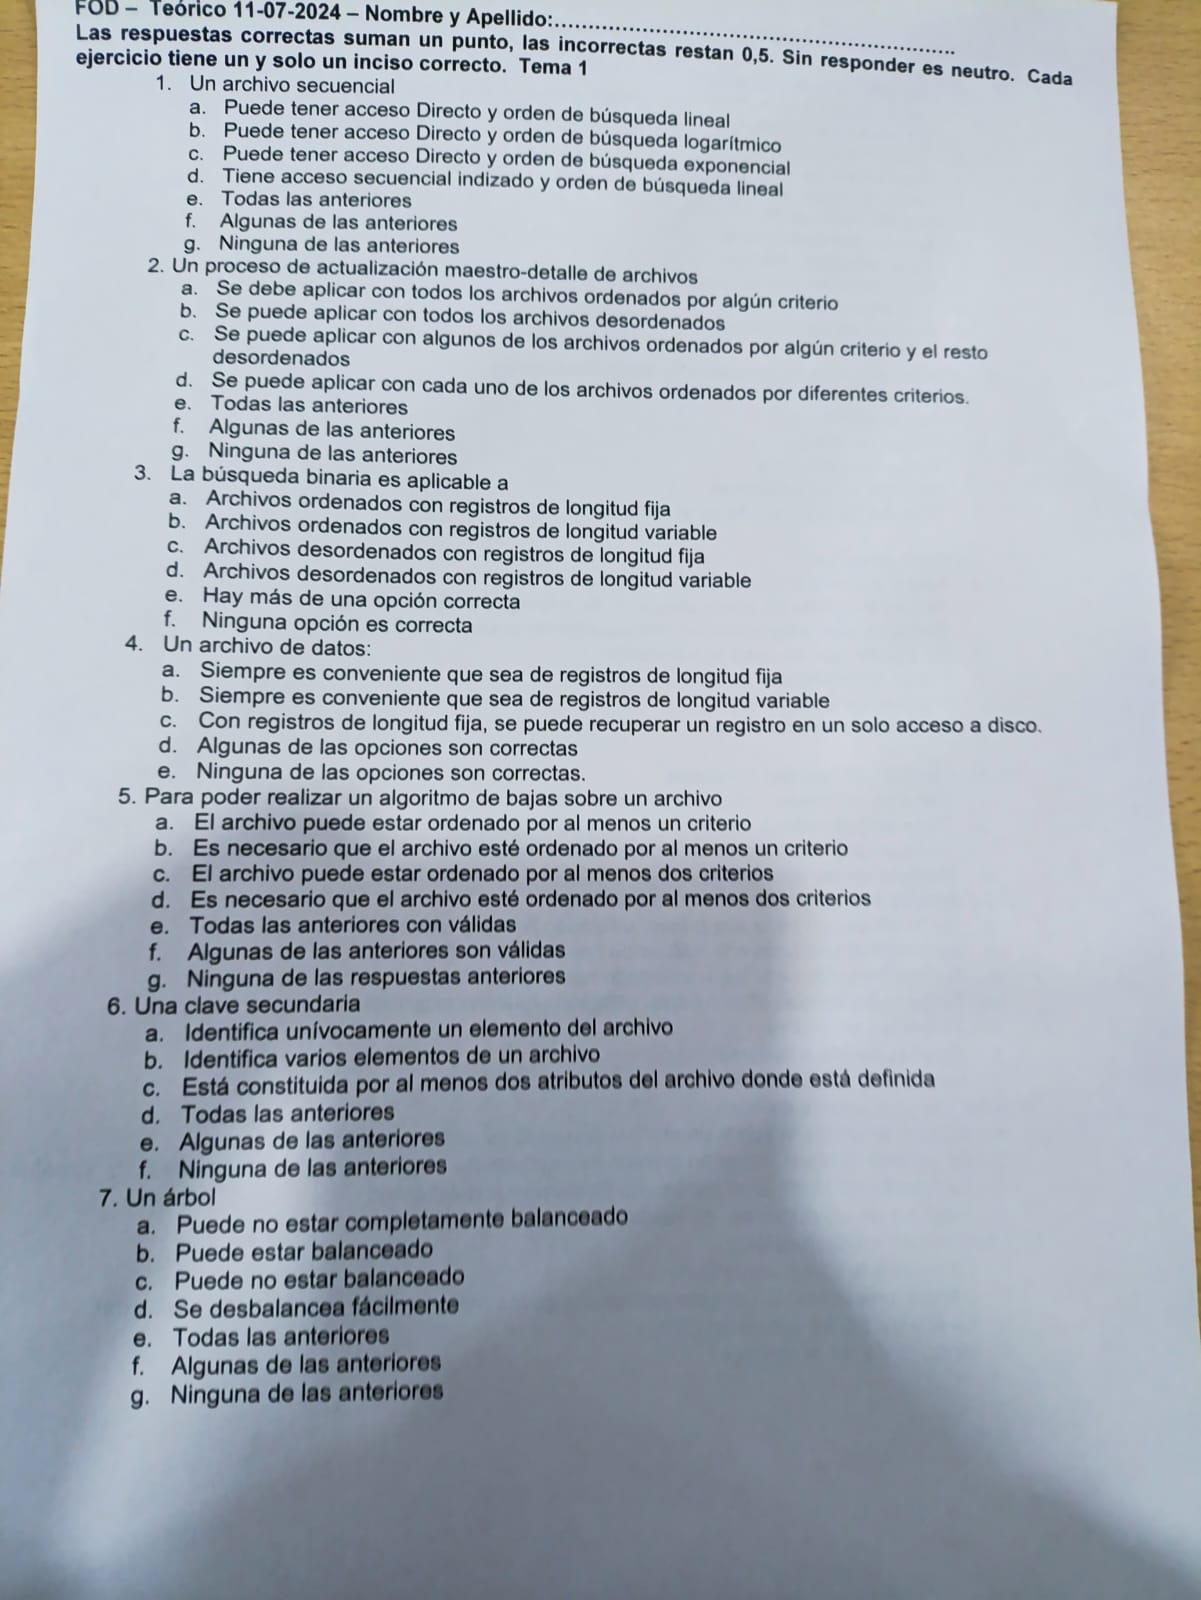 FOD – Teórico 11-07-2024 – Nombre y Apellido:...............................................................
Las respuestas correctas suman un punto, las incorrectas restan 0,5. Sin responder es neutro. Cada
ejercicio tiene un y solo un inciso correcto. Tema 1
1. Un archivo secuencial
a. Puede tener acceso Directo y orden de búsqueda lineal
b. Puede tener acceso Directo y orden de búsqueda logarítmico
c. Puede tener acceso Directo y orden de búsqueda exponencial
d. Tiene acceso secuencial indizado y orden de búsqueda lineal
e. Todas las anteriores
f. Algunas de las anteriores
g. Ninguna de las anteriores
2. Un proceso de actualización maestro-detalle de archivos
a. Se debe aplicar con todos los archivos ordenados por algún criterio
b. Se puede aplicar con todos los archivos desordenados
c. Se puede aplicar con algunos de los archivos ordenados por algún criterio y el resto
desordenados
d. Se puede aplicar con cada uno de los archivos ordenados por diferentes criterios.
e. Todas las anteriores
f. Algunas de las anteriores
g. Ninguna de las anteriores
3. La búsqueda binaria es aplicable a
a. Archivos ordenados con registros de longitud fija
b. Archivos ordenados con registros de longitud variable
c. Archivos desordenados con registros de longitud fija
d. Archivos desordenados con registros de longitud variable
e. Hay más de una opción correcta
f. Ninguna opción es correcta
4. Un archivo de datos:
a. Siempre es conveniente que sea de registros de longitud fija
b. Siempre es conveniente que sea de registros de longitud variable
c. Con registros de longitud fija, se puede recuperar un registro en un solo acceso a disco.
d. Algunas de las opciones son correctas
e. Ninguna de las opciones son correctas.
5. Para poder realizar un algoritmo de bajas sobre un archivo
a. El archivo puede estar ordenado por al menos un criterio
b. Es necesario que el archivo esté ordenado por al menos un criterio
c. El archivo puede estar ordenado por al menos dos criterios
d. Es necesario que el archivo esté ordenado por al menos dos criterios
e. Todas las anteriores con válidas
f. Algunas de las anteriores son válidas
g. Ninguna de las respuestas anteriores
6. Una clave secundaria
a. Identifica unívocamente un elemento del archivo
b. Identifica varios elementos de un archivo
c. Está constituida por al menos dos atributos del archivo donde está definida
d. Todas las anteriores
e. Algunas de las anteriores
f. Ninguna de las anteriores
7. Un árbol
a. Puede no estar completamente balanceado
b. Puede estar balanceado
c. Puede no estar balanceado
d. Se desbalancea fácilmente
e. Todas las anteriores
f. Algunas de las anteriores
g. Ninguna de las anteriores